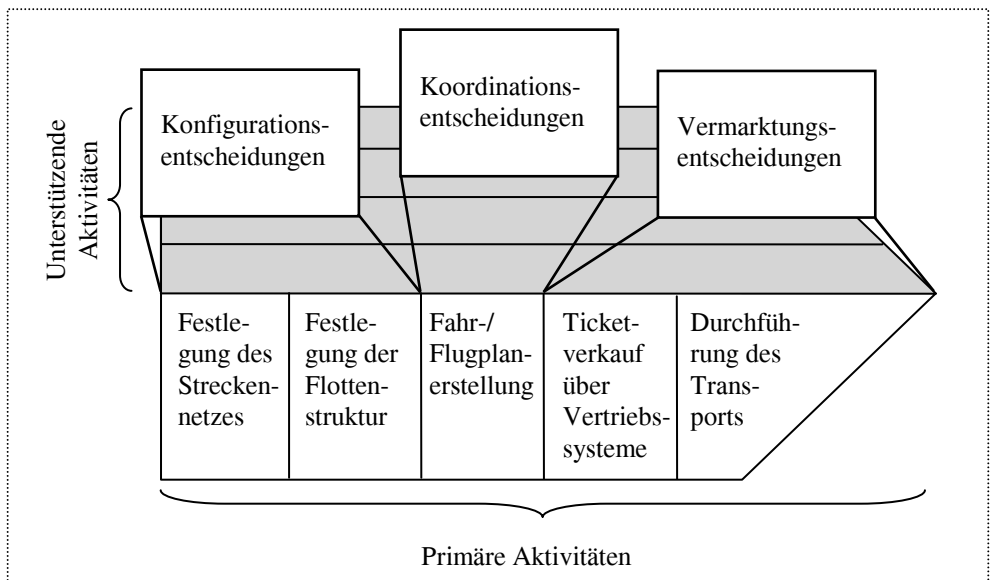 Koordinations-
entscheidungen
Konfigurations-
entscheidungen
Vermarktungs-
entscheidungen
Unterstützende
Aktivitäten
Festle-
gung des
Strecken-
netzes
Festle-
gung der
Flotten-
struktur
Fahr-/
Flugplan-
erstellung
Ticket-
verkauf
über
Vertriebs-
systeme
Durchfüh-
rung des
Trans-
ports
Primäre Aktivitäten